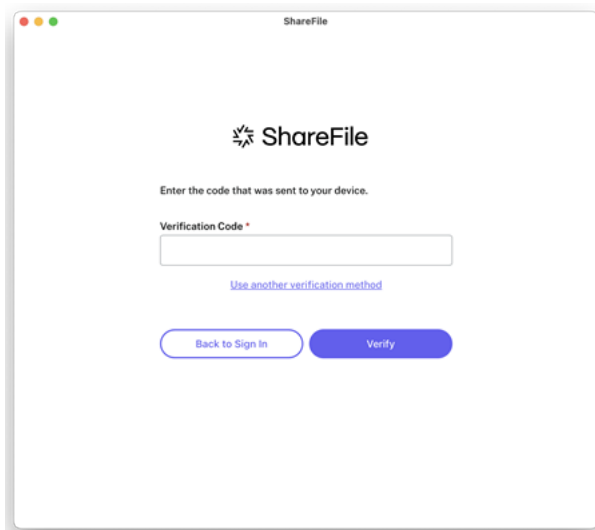 ShareFile
ShareFile
Enter the code that was sent to your device.
Verification Code *
Use another verification method
Back to Sign In
Verify